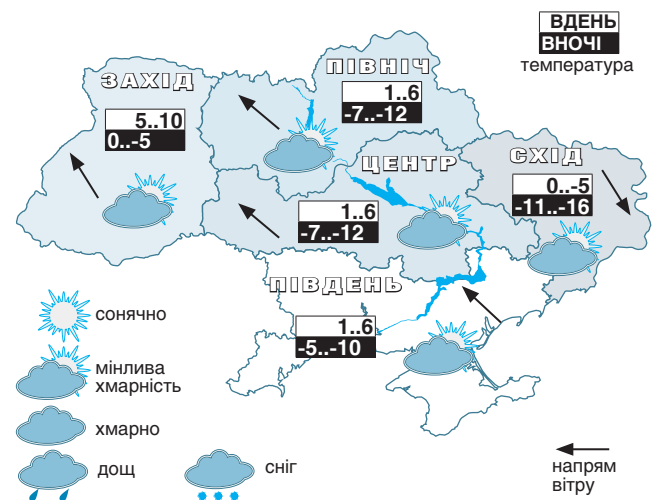 ВДЕНЬ
ВНОЧІ
температура
ПІВНІЧ
1..6
-7..-12
ЗАХІД
5..10
0..-5
ЦЕНТР
1..6
-7..-12
СХІД
0..-5
-11..-16
ПІВДЕНЬ
1..6
-5..-10
сонячно
мінлива
хмарність
хмарно
дощ
сніг
напрям
вітру